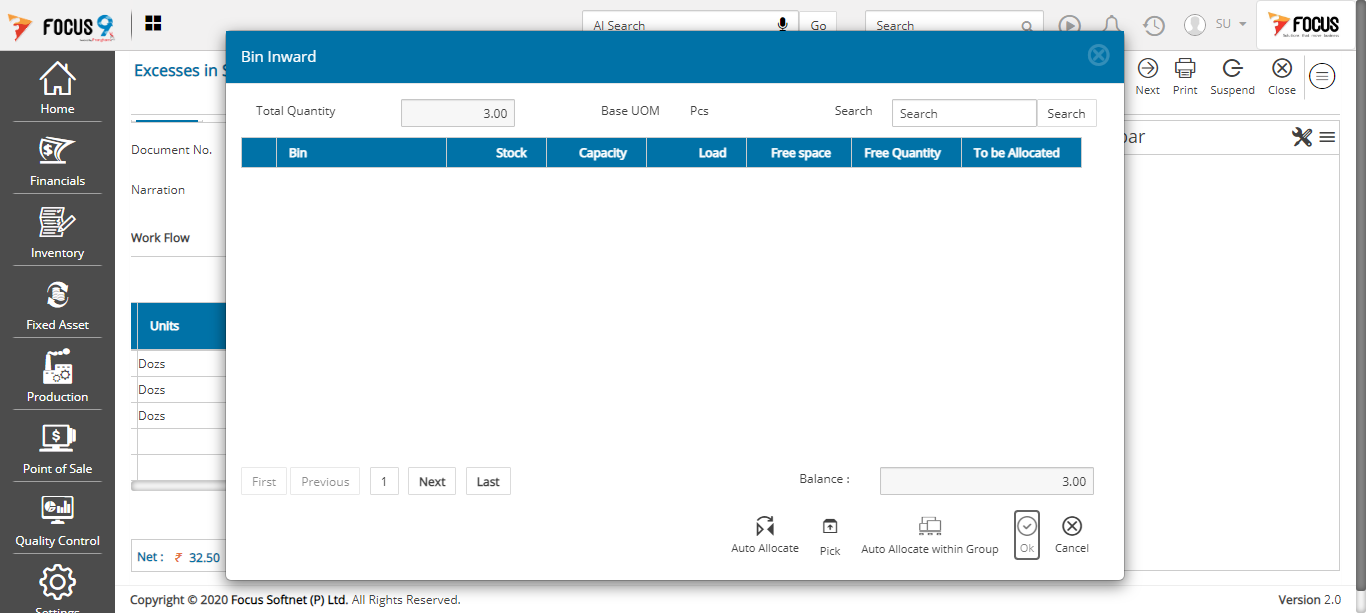 FOCUS 9
AI Search
Go
Search
SU
FOCUS
Excesses in S
Next
Print
Suspend
Close
Home
Financials
Inventory
Fixed Asset
Production
Point of Sale
Quality Control
Settings
Document No.
Narration
Work Flow
bar
Units
Dozs
Dozs
Dozs
Net : ₹ 32.50
Bin Inward
Total Quantity 3.00 Base UOM Pcs Search Search Search
Bin Stock Capacity Load Free space Free Quantity To be Allocated
First Previous 1 Next Last
Balance : 3.00
Auto Allocate Pick Auto Allocate within Group Ok Cancel
Copyright © 2020 Focus Softnet (P) Ltd. All Rights Reserved.
Version 2.0